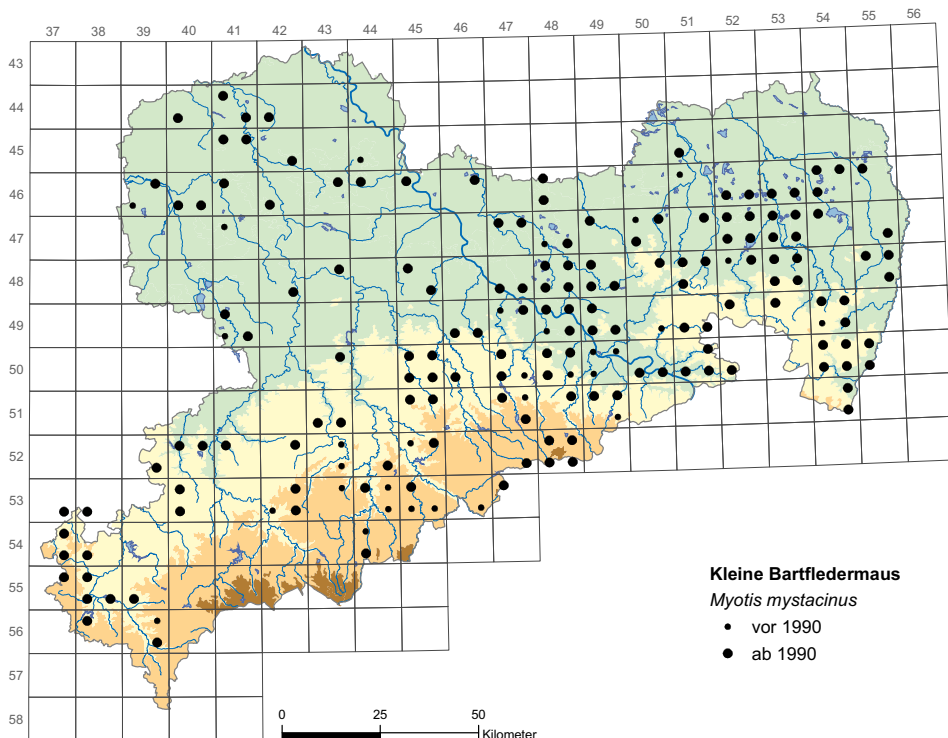 37 38 39 40 41 42 43 44 45 46 47 48 49 50 51 52 53 54 55 56
43
44
45
46
47
48
49
50
51
52
53
54
55
56
57
58
Kleine Bartfledermaus
Myotis mystacinus
vor 1990
ab 1990
0 25 50
Kilometer